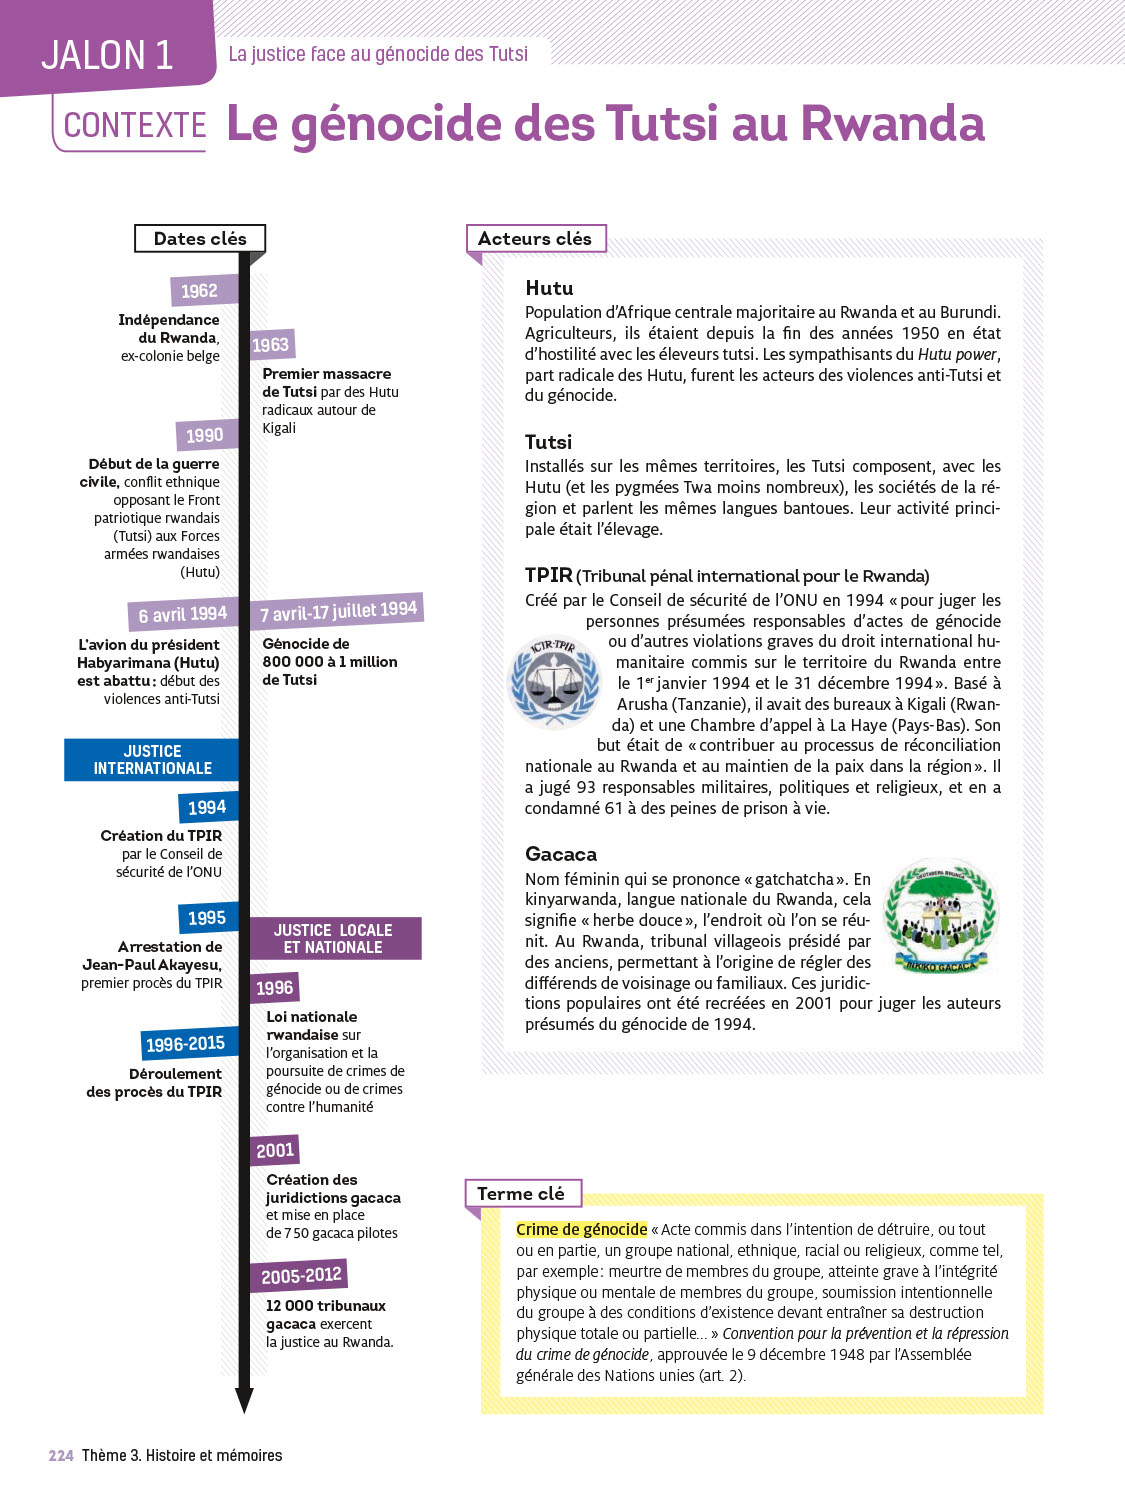 JALON 1
La justice face au génocide des Tutsi
CONTEXTE
Le génocide des Tutsi au Rwanda
Dates clés
1962
Indépendance
du Rwanda,
ex-colonie belge
1963
Premier massacre
de Tutsi par des Hutu
radicaux autour de
Kigali
1990
Début de la guerre
civile, conflit ethnique
opposant le Front
patriotique rwandais
(Tutsi) aux Forces
armées rwandaises
(Hutu)
6 avril 1994
L'avion du président
Habyarimana (Hutu)
est abattu : début des
violences anti-Tutsi
7 avril-17 juillet 1994
Génocide de
800 000 à 1 million
de Tutsi
JUSTICE
INTERNATIONALE
1994
Création du TPIR
par le Conseil de
sécurité de l'ONU
1995
Arrestation de
Jean-Paul Akayesu,
premier procès du TPIR
1996-2015
Déroulement
des procès du TPIR
JUSTICE LOCALE
ET NATIONALE
1996
Loi nationale
rwandaise sur
l'organisation et la
poursuite de crimes de
génocide ou de crimes
contre l'humanité
2001
Création des
juridictions gacaca
et mise en place
de 750 gacaca pilotes
2005-2012
12 000 tribunaux
gacaca exercent
la justice au Rwanda.
Acteurs clés
Hutu
Population d'Afrique centrale majoritaire au Rwanda et au Burundi.
Agriculteurs, ils étaient depuis la fin des années 1950 en état
d'hostilité avec les éleveurs tutsi. Les sympathisants du Hutu power,
part radicale des Hutu, furent les acteurs des violences anti-Tutsi et
du génocide.
Tutsi
Installés sur les mêmes territoires, les Tutsi composent, avec les
Hutu (et les pygmées Twa moins nombreux), les sociétés de la ré-
gion et parlent les mêmes langues bantoues. Leur activité princi-
pale était l'élevage.
TPIR (Tribunal pénal international pour le Rwanda)
Créé par le Conseil de sécurité de l'ONU en 1994 « pour juger les
personnes présumées responsables d'actes de génocide
ou d'autres violations graves du droit international hu-
manitaire commis sur le territoire du Rwanda entre
le 1er janvier 1994 et le 31 décembre 1994 ». Basé à
Arusha (Tanzanie), il avait des bureaux à Kigali (Rwan-
da) et une Chambre d'appel à La Haye (Pays-Bas). Son
but était de « contribuer au processus de réconciliation
nationale au Rwanda et au maintien de la paix dans la région ». Il
a jugé 93 responsables militaires, politiques et religieux, et en a
condamné 61 à des peines de prison à vie.
ICTR-TPIR
Gacaca
Nom féminin qui se prononce « gatchatcha ». En
kinyarwanda, langue nationale du Rwanda, cela
signifie « herbe douce », l'endroit où l'on se réu-
nit. Au Rwanda, tribunal villageois présidé par
des anciens, permettant à l'origine de régler des
différends de voisinage ou familiaux. Ces juridic-
tions populaires ont été recréées en 2001 pour juger les auteurs
présumés du génocide de 1994.
INKIKO GACACA
Terme clé
Crime de génocide « Acte commis dans l'intention de détruire, ou tout
ou en partie, un groupe national, ethnique, racial ou religieux, comme tel,
par exemple : meurtre de membres du groupe, atteinte grave à l'intégrité
physique ou mentale de membres du groupe, soumission intentionnelle
du groupe à des conditions d'existence devant entraîner sa destruction
physique totale ou partielle... » Convention pour la prévention et la répression
du crime de génocide, approuvée le 9 décembre 1948 par l'Assemblée
générale des Nations unies (art. 2).
224 Thème 3. Histoire et mémoires